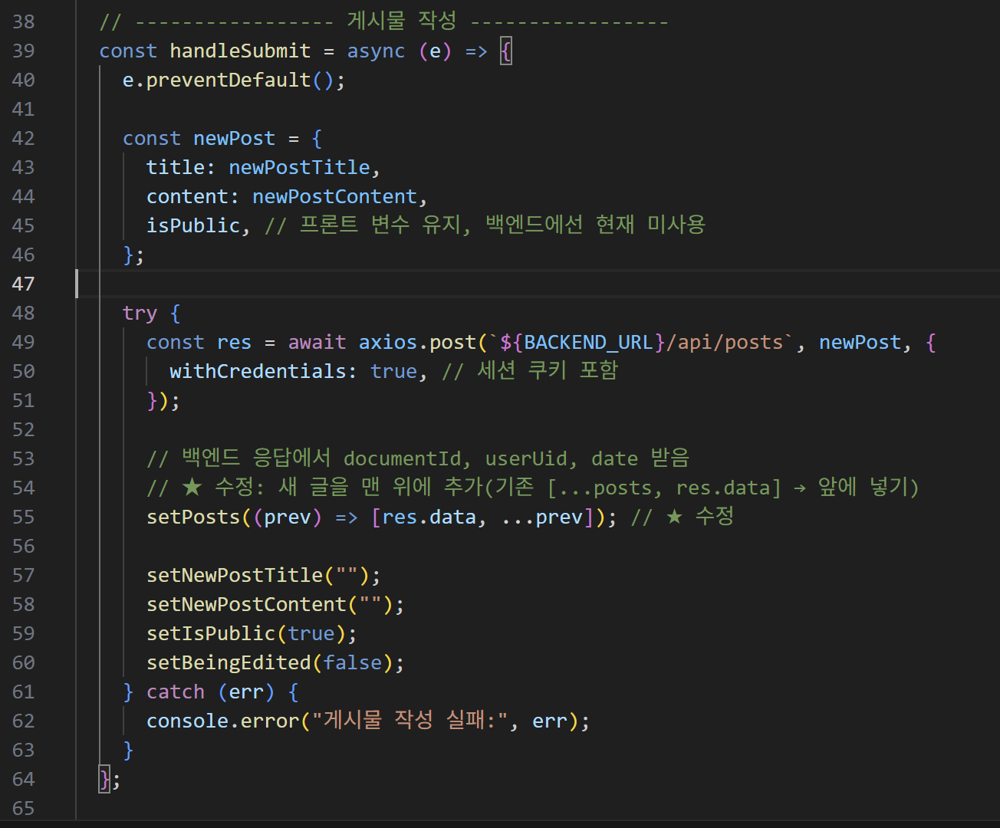 38 // ----------------- 게시물 작성 -----------------
39 const handleSubmit = async (e) => {
40 e.preventDefault();
41
42 const newPost = {
43 title: newPostTitle,
44 content: newPostContent,
45 isPublic, // 프론트 변수 유지, 백엔드에선 현재 미사용
46 };
47
48 try {
49 const res = await axios.post(`${BACKEND_URL}/api/posts`, newPost, {
50 withCredentials: true, // 세션 쿠키 포함
51 });
52
53 // 백엔드 응답에서 documentId, userUid, date 받음
54 // ★ 수정: 새 글을 맨 위에 추가(기존 [...posts, res.data] → 앞에 넣기)
55 setPosts((prev) => [res.data, ...prev]); // ★ 수정
56
57 setNewPostTitle("");
58 setNewPostContent("");
59 setIsPublic(true);
60 setBeingEdited(false);
61 } catch (err) {
62 console.error("게시물 작성 실패:", err);
63 }
64 };
65